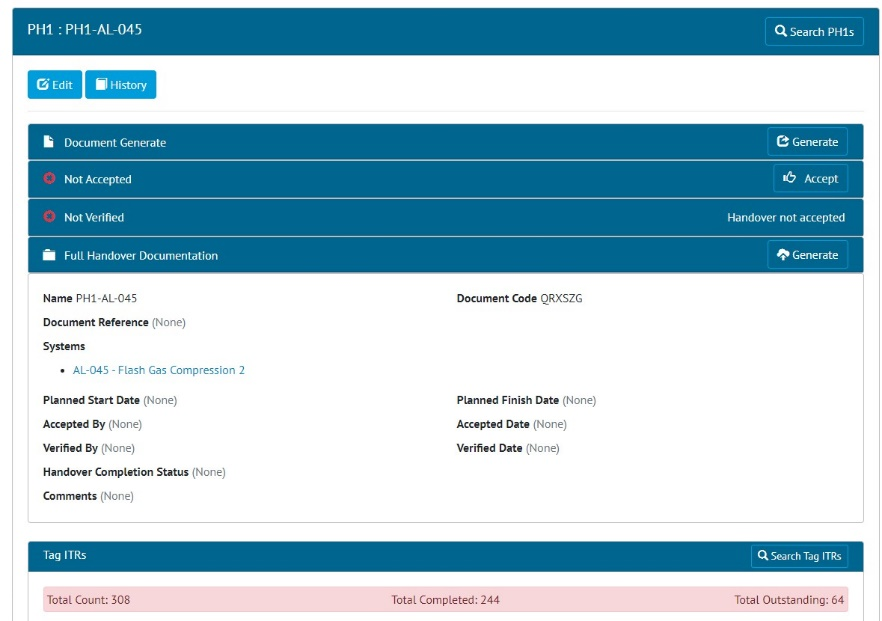 PH1 : PH1-AL-045
Search PH1s
Edit
History
Document Generate
Generate
Not Accepted
Accept
Not Verified
Handover not accepted
Full Handover Documentation
Generate
Name PH1-AL-045
Document Code QRXSZG
Document Reference (None)
Systems
• AL-045 - Flash Gas Compression 2
Planned Start Date (None)
Planned Finish Date (None)
Accepted By (None)
Accepted Date (None)
Verified By (None)
Verified Date (None)
Handover Completion Status (None)
Comments (None)
Tag ITRs
Search Tag ITRs
Total Count: 308
Total Completed: 244
Total Outstanding: 64